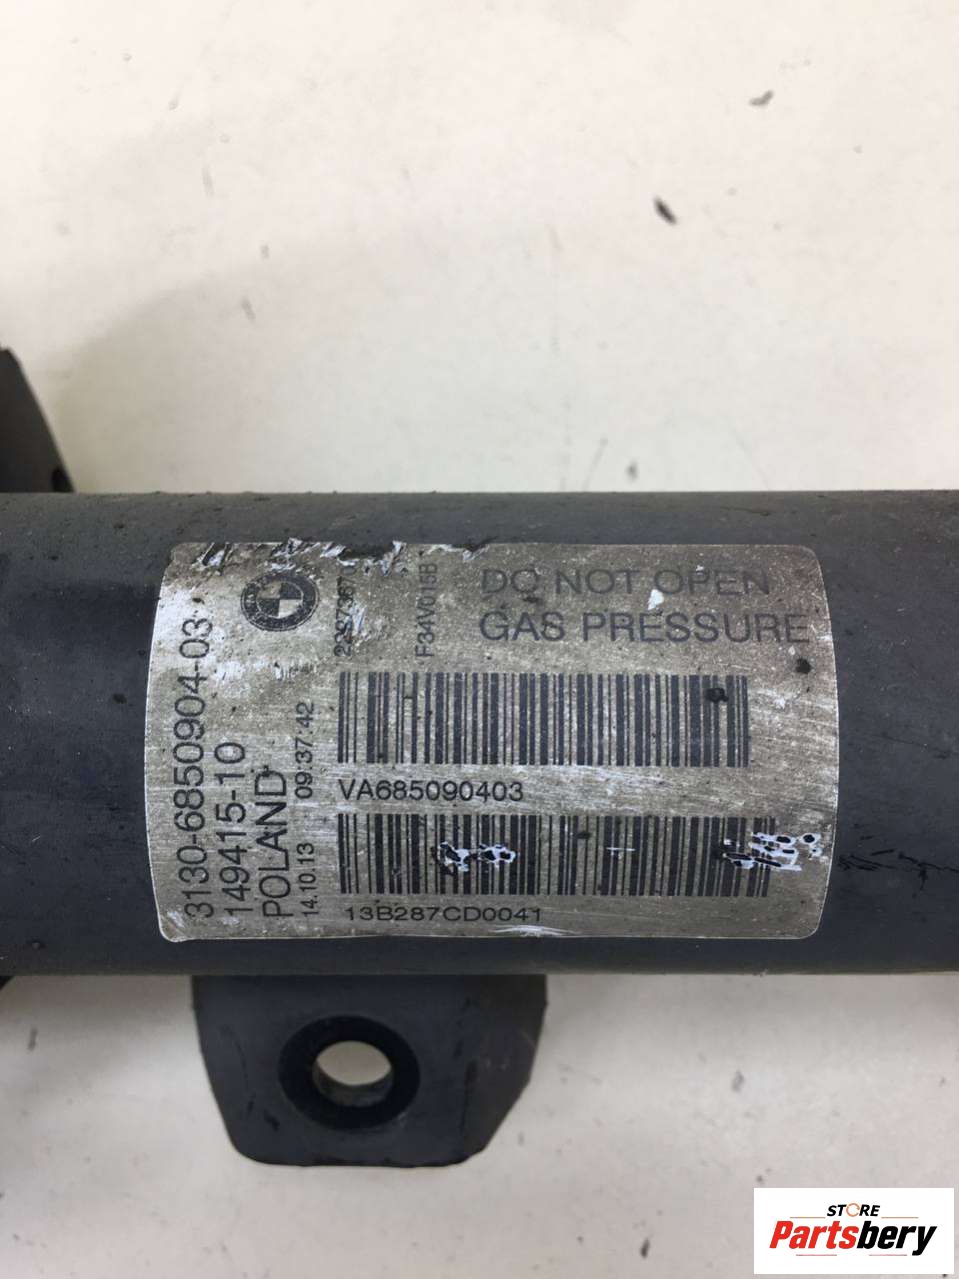 3130-6850904-03
149415-10
POLAND
14.10.13 09:37:42
F34V016B
DO NOT OPEN
GAS PRESSURE
VA685090403
13B287CD0041
STORE
Partsbery